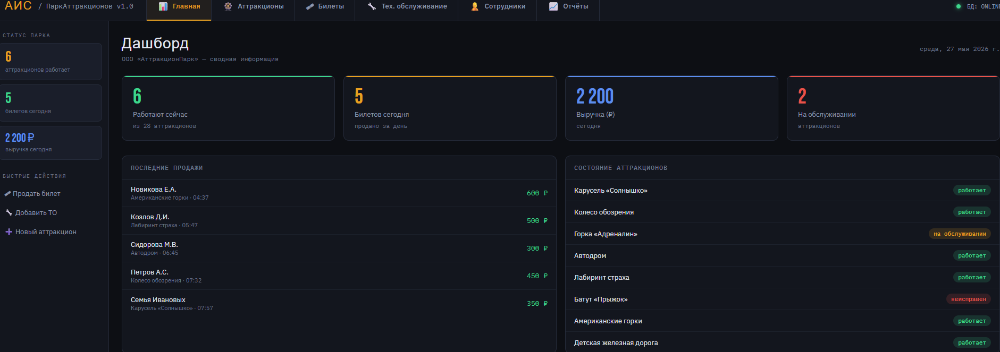 АИС / ПаркАттракционов v1.0
Главная
Аттракционы
Билеты
Тех. обслуживание
Сотрудники
Отчёты
БД: ONLINE
СТАТУС ПАРКА
6
аттракционов работает
5
билетов сегодня
2 200 ₽
выручка сегодня
БЫСТРЫЕ ДЕЙСТВИЯ
Продать билет
Добавить ТО
Новый аттракцион
Дашборд
ООО «АттракционПарк» — сводная информация
среда, 27 мая 2026 г.
6
Работают сейчас
из 28 аттракционов
5
Билетов сегодня
продано за день
2 200
Выручка (₽)
сегодня
2
На обслуживании
аттракционов
ПОСЛЕДНИЕ ПРОДАЖИ
Новикова Е.А.
Американские горки · 04:37
600 ₽
Козлов Д.И.
Лабиринт страха · 05:47
500 ₽
Сидорова М.В.
Автодром · 06:45
300 ₽
Петров А.С.
Колесо обозрения · 07:32
450 ₽
Семья Ивановых
Карусель «Солнышко» · 07:57
350 ₽
СОСТОЯНИЕ АТТРАКЦИОНОВ
Карусель «Солнышко» работает
Колесо обозрения работает
Горка «Адреналин» на обслуживании
Автодром работает
Лабиринт страха работает
Батут «Прыжок» неисправен
Американские горки работает
Детская железная дорога работает